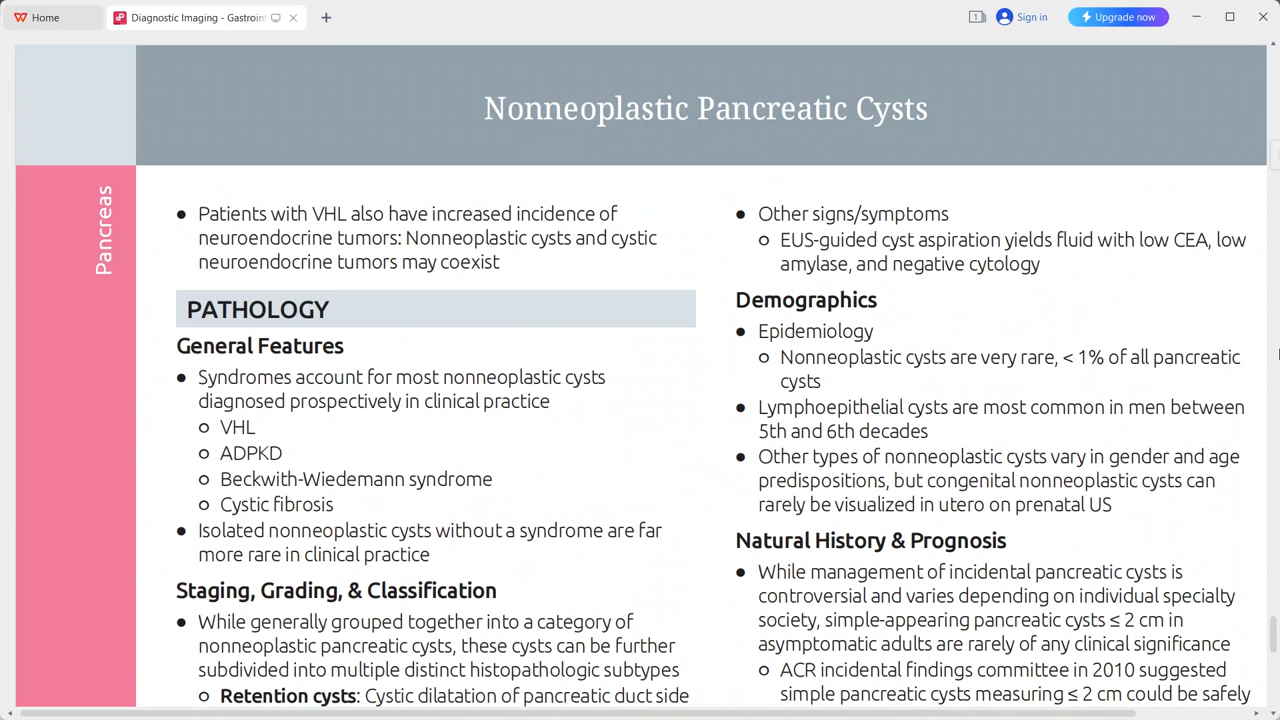 Home
Diagnostic Imaging - Gastroint
1
Sign in
Upgrade now
Nonneoplastic Pancreatic Cysts
Pancreas
● Patients with VHL also have increased incidence of
neuroendocrine tumors: Nonneoplastic cysts and cystic
neuroendocrine tumors may coexist
PATHOLOGY
General Features
● Syndromes account for most nonneoplastic cysts
diagnosed prospectively in clinical practice
○ VHL
○ ADPKD
○ Beckwith-Wiedemann syndrome
○ Cystic fibrosis
● Isolated nonneoplastic cysts without a syndrome are far
more rare in clinical practice
Staging, Grading, & Classification
● While generally grouped together into a category of
nonneoplastic pancreatic cysts, these cysts can be further
subdivided into multiple distinct histopathologic subtypes
○ Retention cysts: Cystic dilatation of pancreatic duct side
● Other signs/symptoms
○ EUS-guided cyst aspiration yields fluid with low CEA, low
amylase, and negative cytology
Demographics
● Epidemiology
○ Nonneoplastic cysts are very rare, < 1% of all pancreatic
cysts
● Lymphoepithelial cysts are most common in men between
5th and 6th decades
● Other types of nonneoplastic cysts vary in gender and age
predispositions, but congenital nonneoplastic cysts can
rarely be visualized in utero on prenatal US
Natural History & Prognosis
● While management of incidental pancreatic cysts is
controversial and varies depending on individual specialty
society, simple-appearing pancreatic cysts ≤ 2 cm in
asymptomatic adults are rarely of any clinical significance
○ ACR incidental findings committee in 2010 suggested
simple pancreatic cysts measuring ≤ 2 cm could be safely